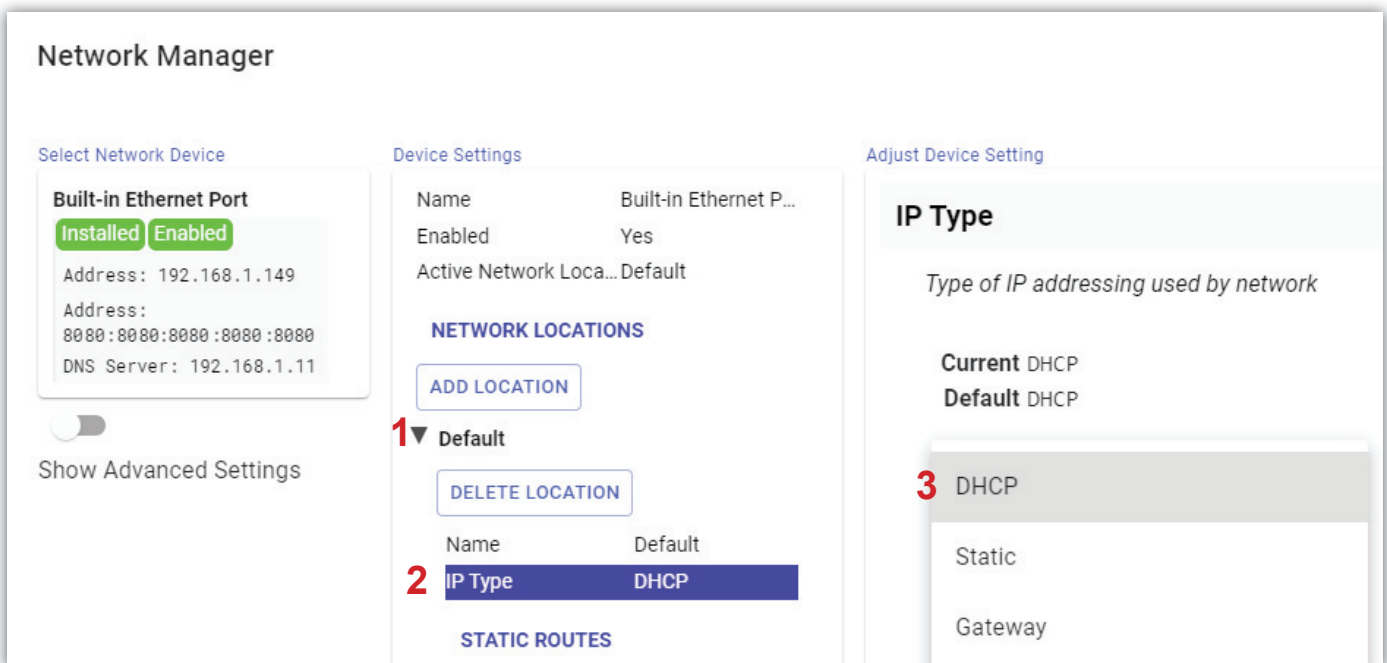 Network Manager
Select Network Device
Built-in Ethernet Port
Installed Enabled
Address: 192.168.1.149
Address:
8080:8080:8080:8080:8080
DNS Server: 192.168.1.11
Show Advanced Settings
Device Settings
Name Built-in Ethernet P...
Enabled Yes
Active Network Loca... Default
NETWORK LOCATIONS
ADD LOCATION
1 ▼ Default
DELETE LOCATION
Name Default
2 IP Type DHCP
STATIC ROUTES
Adjust Device Setting
IP Type
Type of IP addressing used by network
Current DHCP
Default DHCP
3 DHCP
Static
Gateway